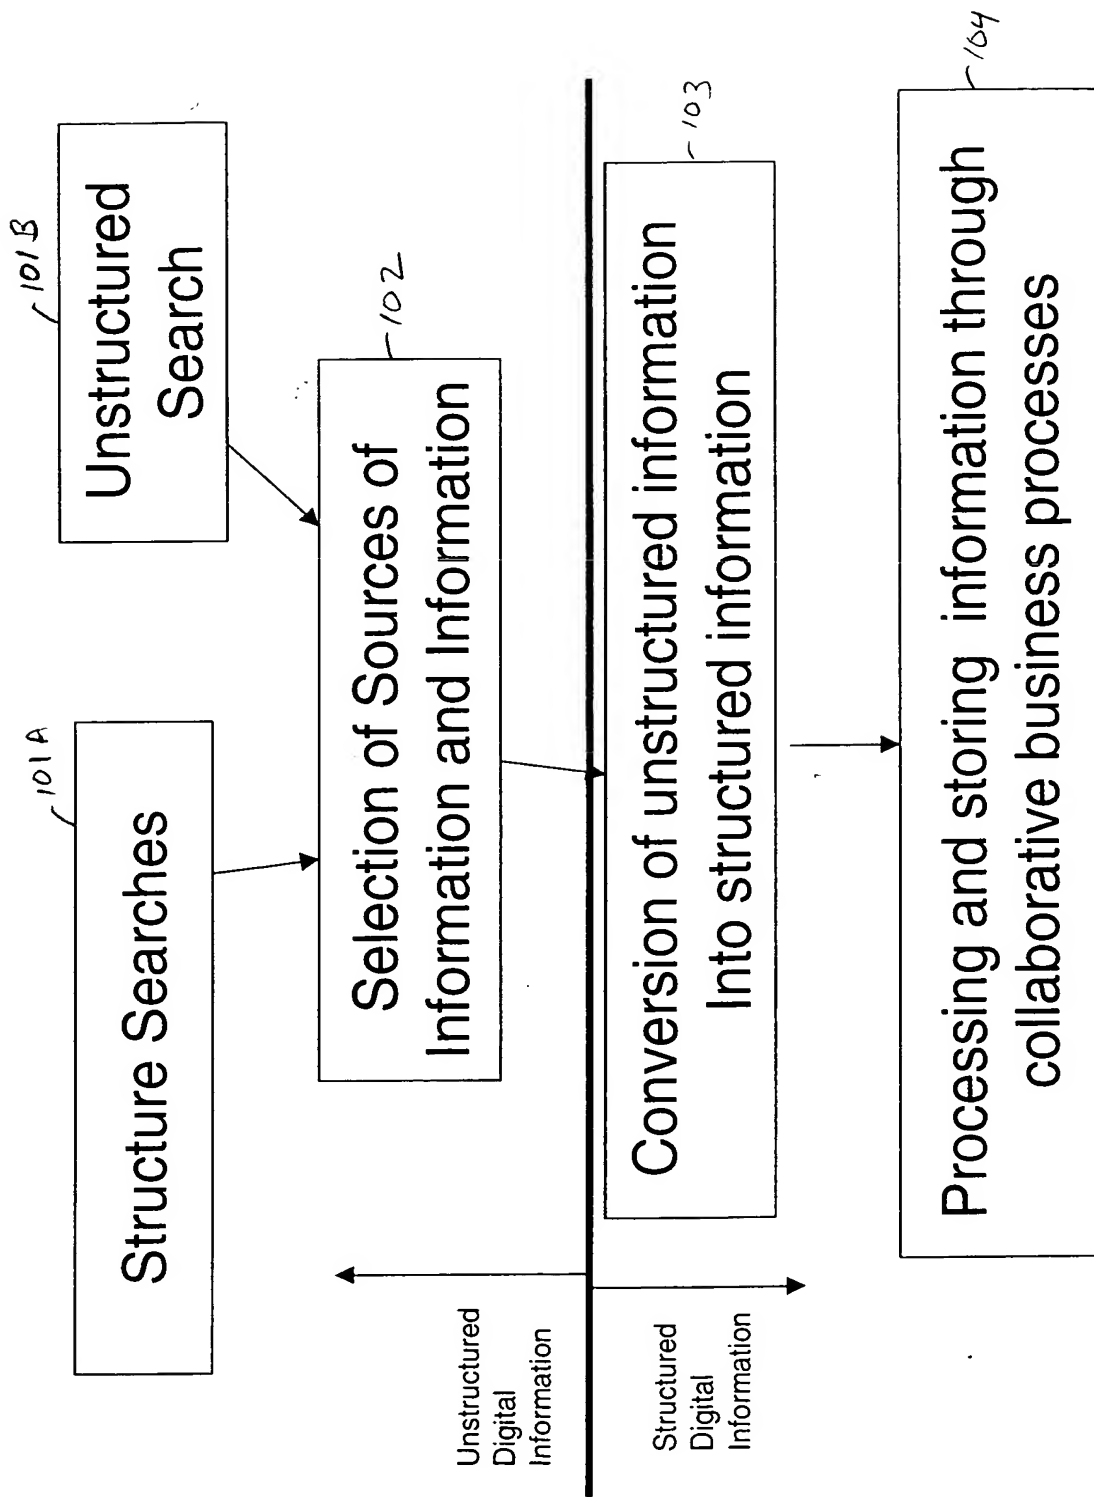 101A
Structure Searches
101B
Unstructured
Search
102
Selection of Sources of
Information and Information
Unstructured
Digital
Information
Structured
Digital
Information
103
Conversion of unstructured information
Into structured information
104
Processing and storing information through
collaborative business processes